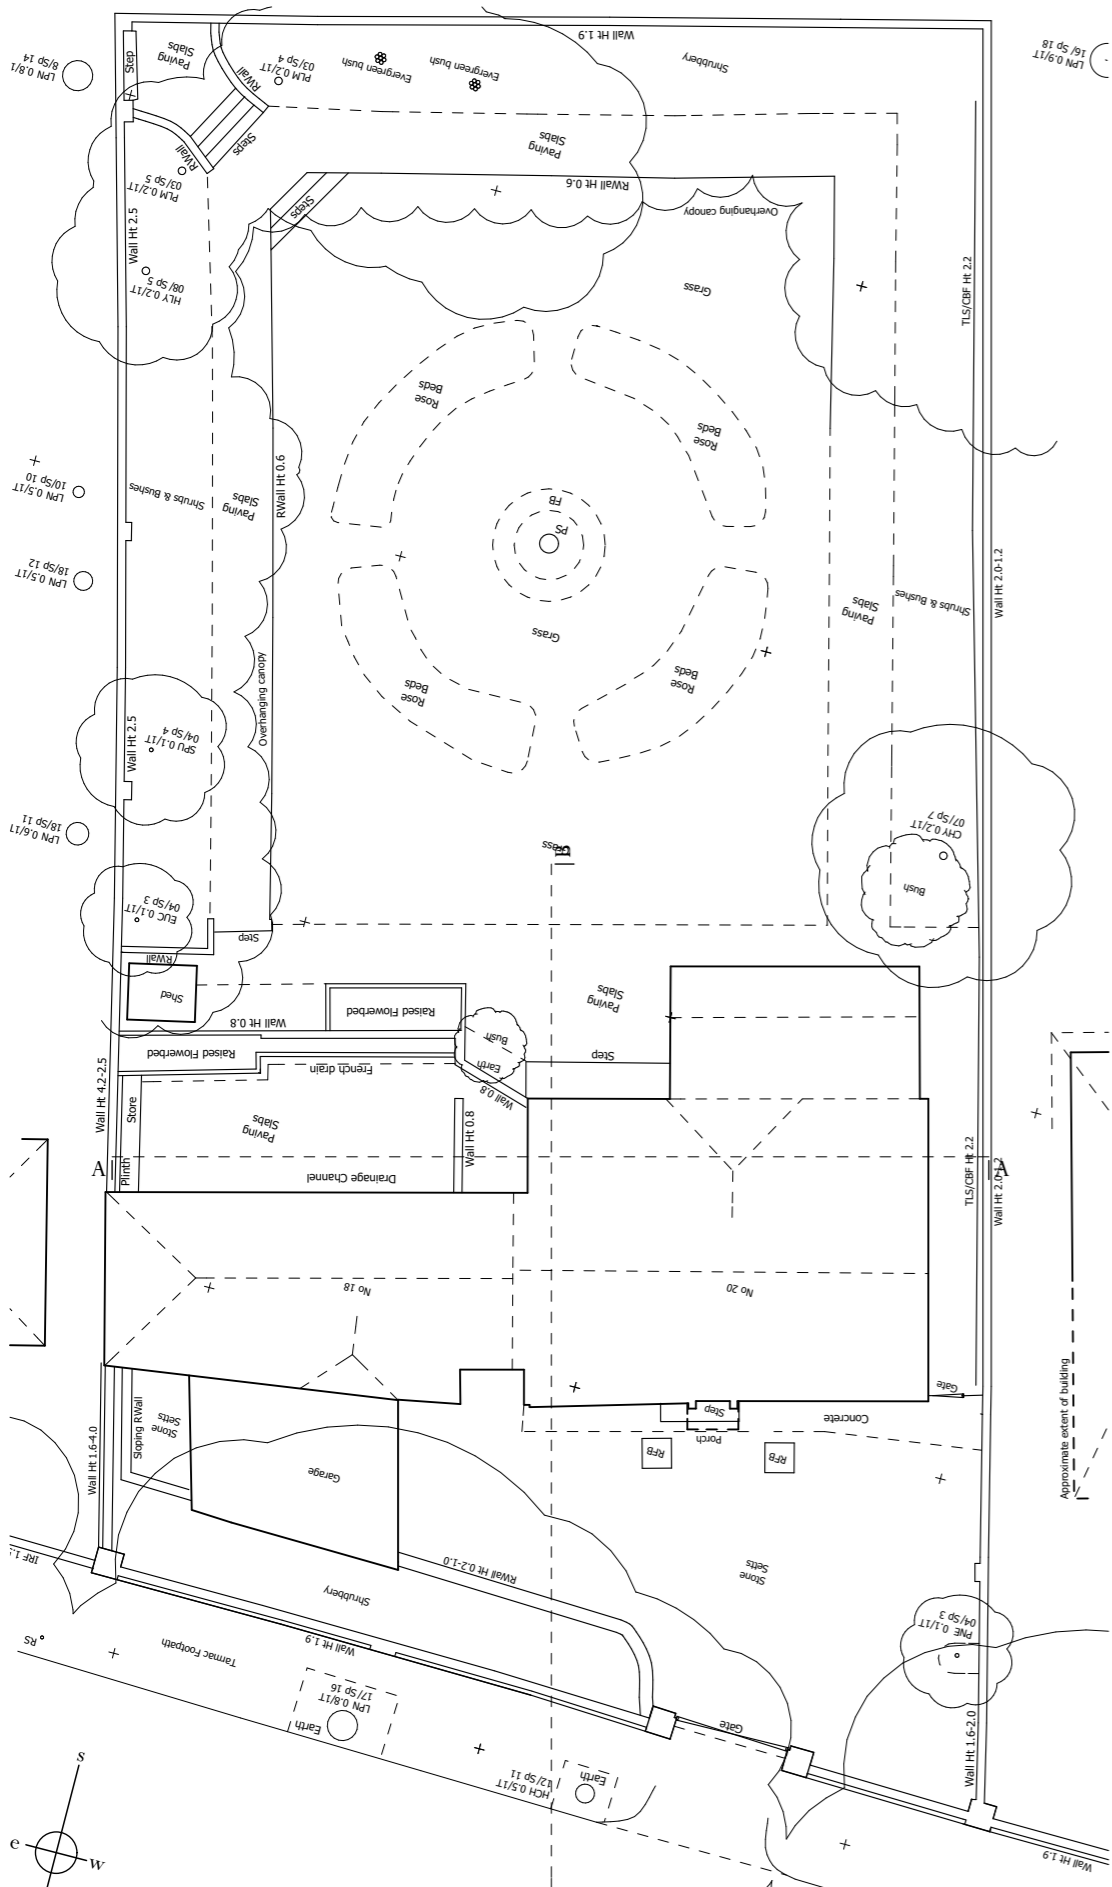 Wall Ht 1.9
LPN 0.8/1
8/Sp 14
Step
Paving
Slabs
RWall
PLM 0.2/1T
03/Sp 4
Evergreen bush
Evergreen bush
Shrubbery
LPN 0.9/1T
16/ Sp 18
RWall
Steps
Paving
Slabs
PLM 0.2/1T
03/ Sp 5
Wall Ht 2.5
HLY 0.2/1T
08/ Sp 5
Steps
RWall Ht 0.6
Overhanging canopy
Grass
TLS/CBF Ht 2.2
Rose
Beds
Rose
Beds
LPN 0.5/1T
10/Sp 10
Shrubs & Bushes
Paving
Slabs
RWall Ht 0.6
FB
PS
LPN 0.5/1T
18/Sp 12
Grass
Paving
Slabs
Shrubs & Bushes
Wall Ht 2.0-1.2
Rose
Beds
Rose
Beds
Overhanging canopy
Wall Ht 2.5
SPU 0.1/1T
04/ Sp 4
LPN 0.6/1T
18/Sp 11
CHY 0.2/1T
07/Sp 7
Grass
B
Bush
EUC 0.1/1T
04/ Sp 3
Step
RWall
Shed
Raised Flowerbed
Paving
Slabs
Wall Ht 0.8
Bush
Raised Flowerbed
Earth
Step
French drain
Wall 0.8
Wall Ht 4.2-2.5
Store
Paving
Slabs
Wall Ht 0.8
A
Plinth
Drainage Channel
TLS/CBF Ht 2.2
A
Wall Ht 2.0-1.2
No 18
No 20
Gate
Approximate extent of building
Wall Ht 1.6-4.0
Sloping RWall
Stone
Setts
Garage
Step
Porch
Concrete
RFB
RFB
IRF 1.
RWall Ht 0.2-1.0
Stone
Setts
Shrubbery
PNE 0.1/1T
04/ Sp 3
RS
Tarmac Footpath
Wall Ht 1.9
LPN 0.8/1T
17/ Sp 16
Earth
Gate
HCH 0.5/1T
12/ Sp 11
Earth
Wall Ht 1.6-2.0
Wall Ht 1.9
s
e
w